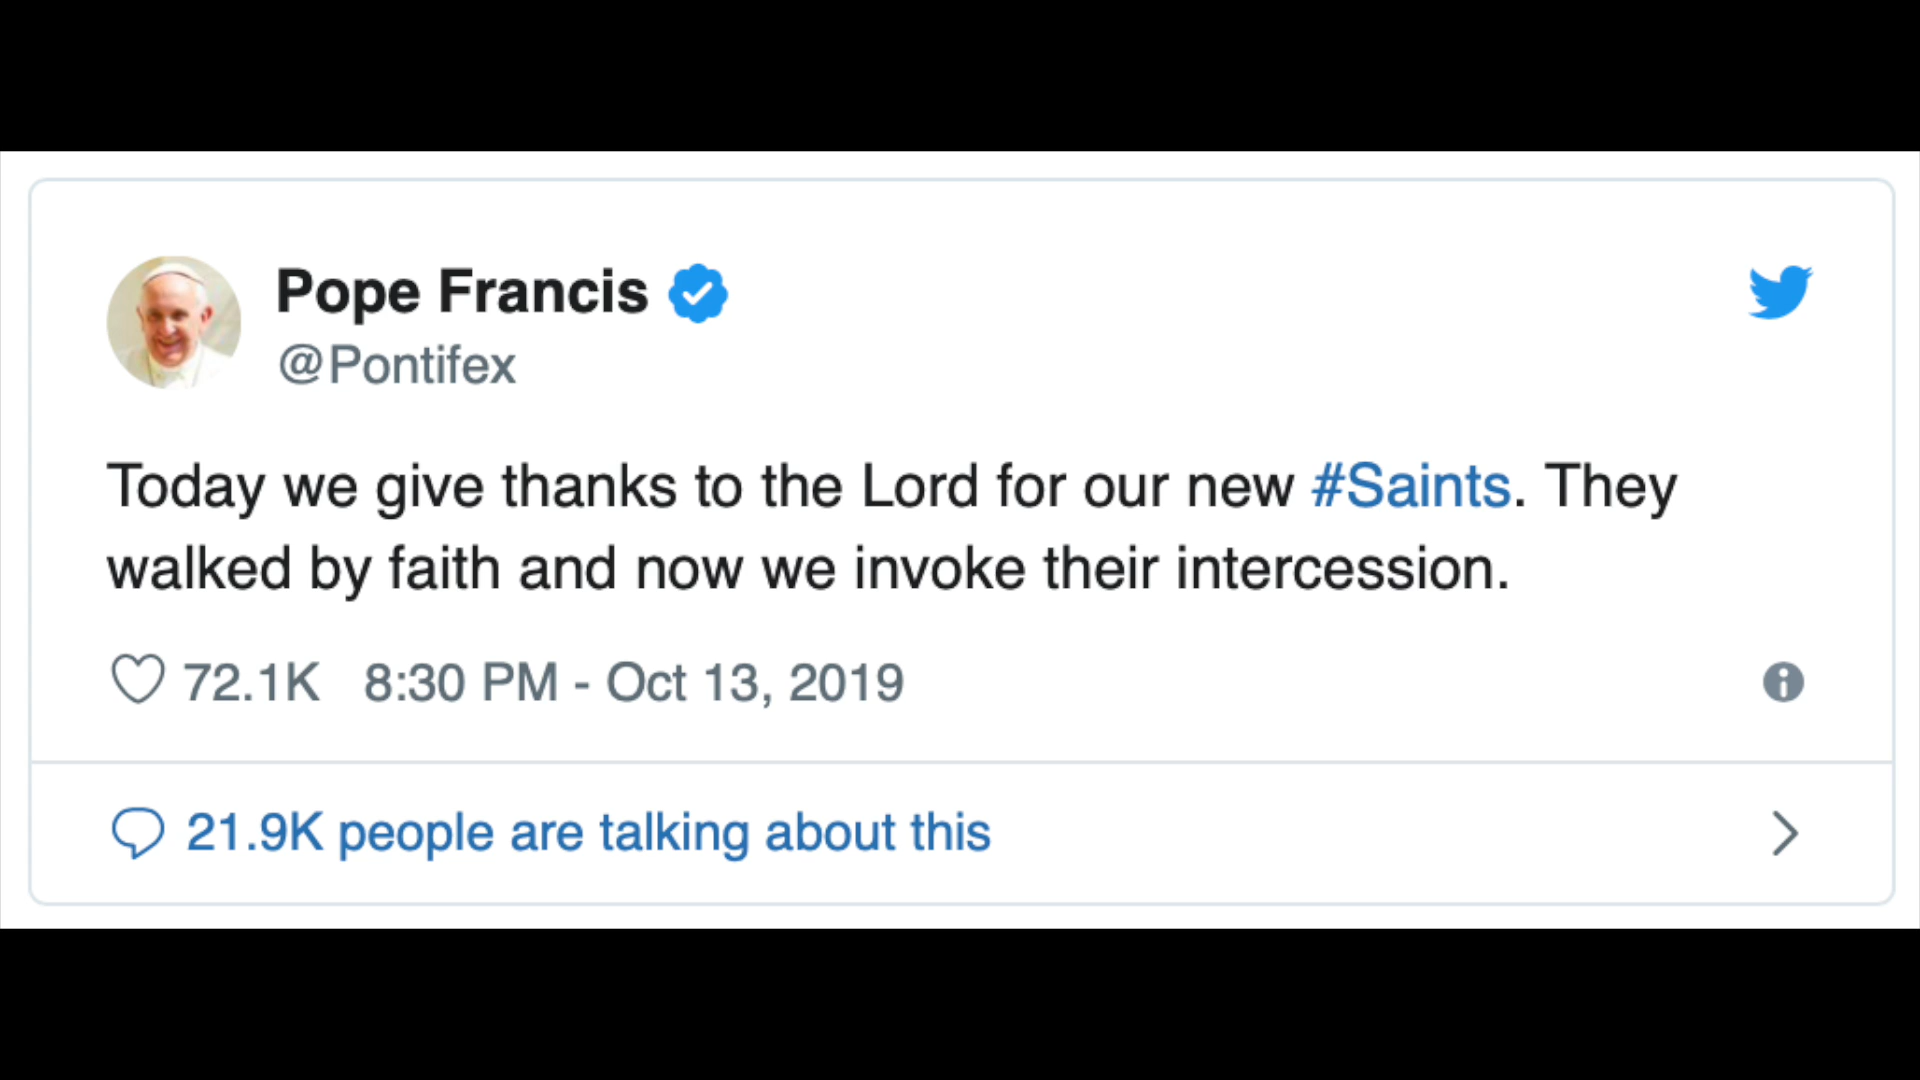 Pope Francis
@Pontifex
Today we give thanks to the Lord for our new #Saints. They
walked by faith and now we invoke their intercession.
72.1K 8:30 PM - Oct 13, 2019
21.9K people are talking about this